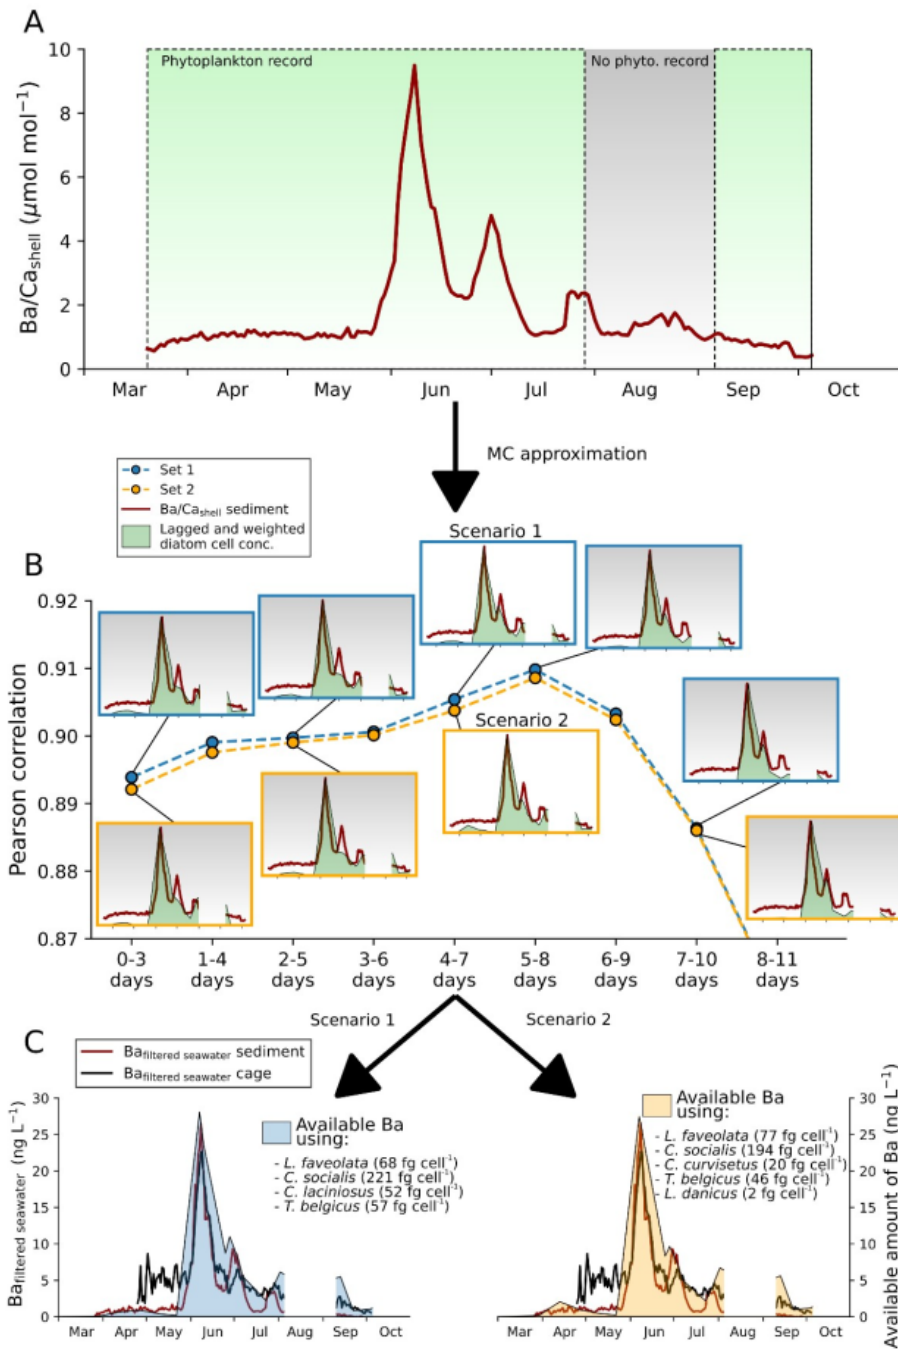 A
Phytoplankton record
No phyto. record
Ba/Ca_shell (μmol mol⁻¹)
10
8
6
4
2
0
Mar Apr May Jun Jul Aug Sep Oct
MC approximation
Set 1
Set 2
Ba/Ca_shell sediment
Lagged and weighted
diatom cell conc.
B
Scenario 1
Scenario 2
Pearson correlation
0.92
0.91
0.90
0.89
0.88
0.87
0-3 1-4 2-5 3-6 4-7 5-8 6-9 7-10 8-11
days days days days days days days days days
Scenario 1
Scenario 2
C
Ba_filtered seawater sediment
Ba_filtered seawater cage
Ba_filtered seawater (ng L⁻¹)
30
25
20
15
10
5
0
Available Ba
using:
- L. faveolata (68 fg cell⁻¹)
- C. socialis (221 fg cell⁻¹)
- C. laciniosus (52 fg cell⁻¹)
- T. belgicus (57 fg cell⁻¹)
Mar Apr May Jun Jul Aug Sep Oct
Available Ba
using:
- L. faveolata (77 fg cell⁻¹)
- C. socialis (194 fg cell⁻¹)
- C. curvisetus (20 fg cell⁻¹)
- T. belgicus (46 fg cell⁻¹)
- L. danicus (2 fg cell⁻¹)
Mar Apr May Jun Jul Aug Sep Oct
30
25
20
15
10
5
0
Available amount of Ba (ng L⁻¹)